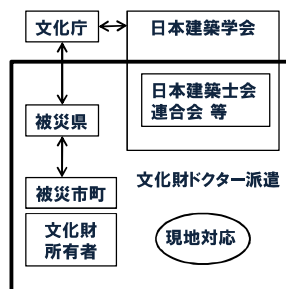 文化庁
日本建築学会
日本建築士会
連合会 等
被災県
文化財ドクター派遣
被災市町
文化財
所有者
現地対応